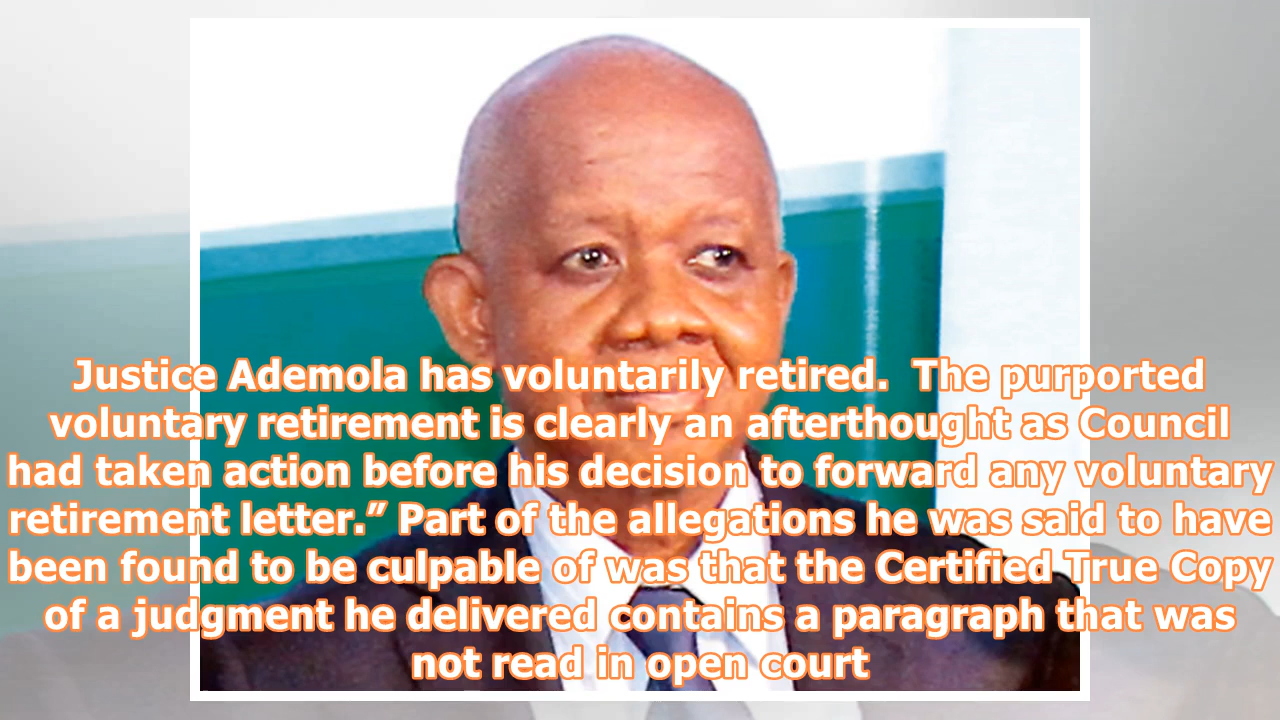 Justice Ademola has voluntarily retired.  The purported
voluntary retirement is clearly an afterthought as Council
had taken action before his decision to forward any voluntary
retirement letter.” Part of the allegations he was said to have
been found to be culpable of was that the Certified True Copy
of a judgment he delivered contains a paragraph that was
not read in open court